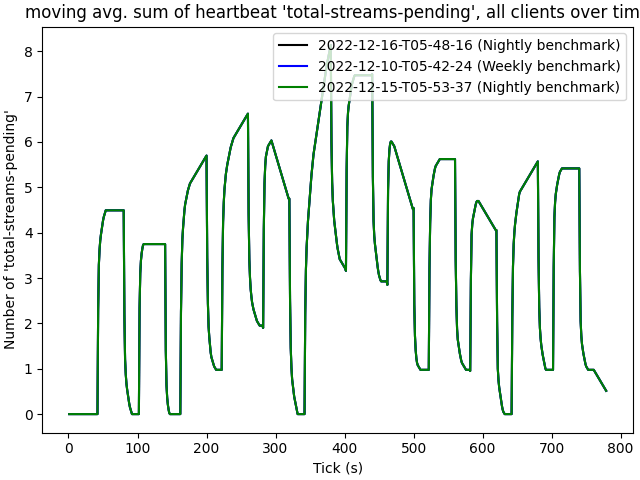 moving avg. sum of heartbeat 'total-streams-pending', all clients over tim
2022-12-16-T05-48-16 (Nightly benchmark)
2022-12-10-T05-42-24 (Weekly benchmark)
2022-12-15-T05-53-37 (Nightly benchmark)
Number of 'total-streams-pending'
8
7
6
5
4
3
2
1
0
0 100 200 300 400 500 600 700 800
Tick (s)